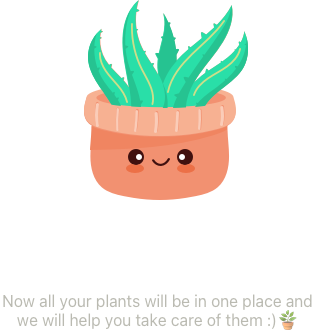 Now all your plants will be in one place and
we will help you take care of them :) 🪴